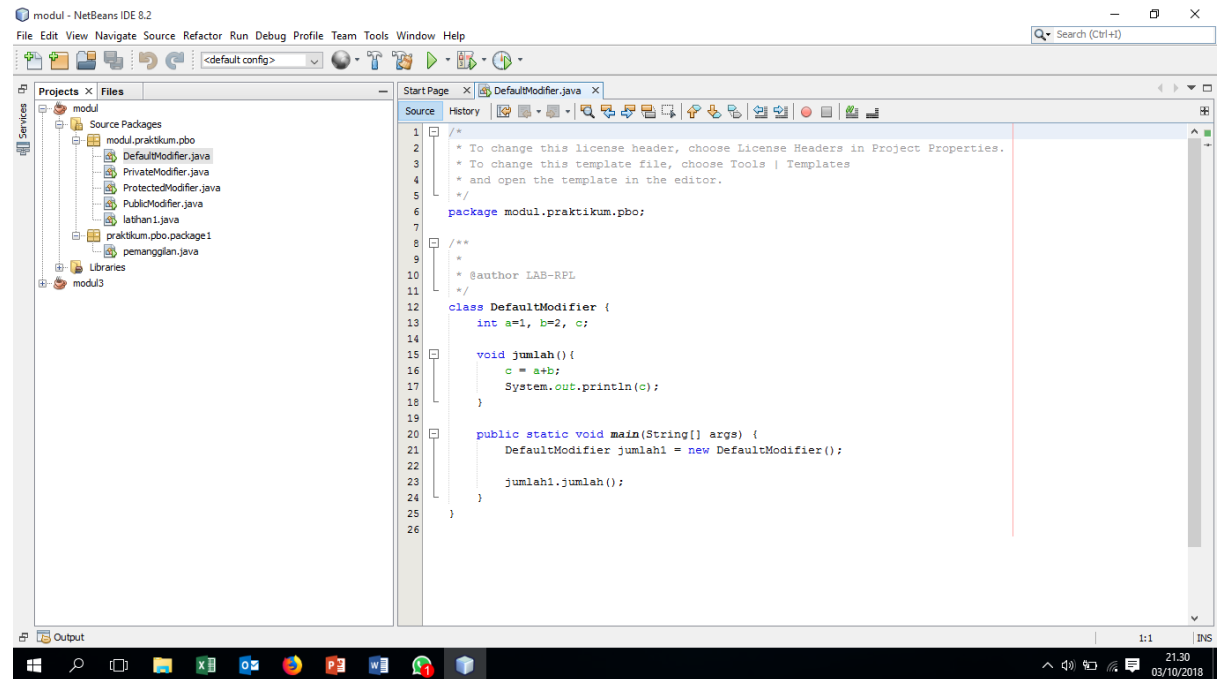 modul - NetBeans IDE 8.2
File Edit View Navigate Source Refactor Run Debug Profile Team Tools Window Help
Search (Ctrl+I)
<default config>
Projects Files
Services
modul
Source Packages
modul.praktikum.pbo
DefaultModifier.java
PrivateModifier.java
ProtectedModifier.java
PublicModifier.java
latihan1.java
praktikum.pbo.package1
pemanggilan.java
Libraries
modul3
Start Page DefaultModifier.java
Source History
1 /*
2 * To change this license header, choose License Headers in Project Properties.
3 * To change this template file, choose Tools | Templates
4 * and open the template in the editor.
5 */
6 package modul.praktikum.pbo;
7
8 /**
9 *
10 * @author LAB-RPL
11 */
12 class DefaultModifier {
13 int a=1, b=2, c;
14
15 void jumlah(){
16 c = a+b;
17 System.out.println(c);
18 }
19
20 public static void main(String[] args) {
21 DefaultModifier jumlah1 = new DefaultModifier();
22
23 jumlah1.jumlah();
24 }
25 }
26
Output
1:1 INS
21.30
03/10/2018